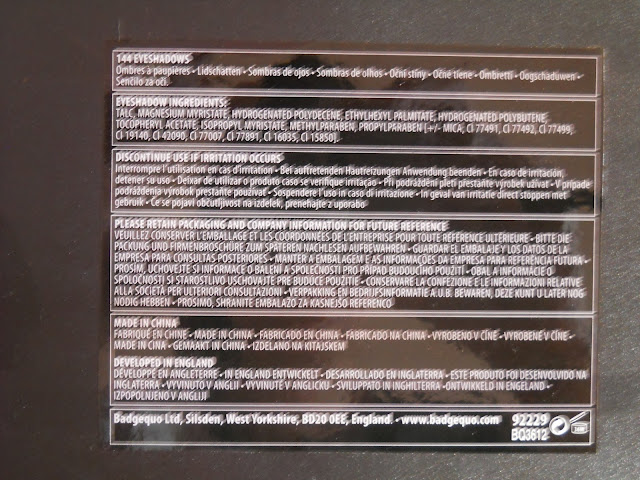 144 EYESHADOWS
Ombres à paupières • Lidschatten • Sombras de ojos • Sombras de olhos • Oční stíny • Očné tiene • Ombretti • Oogschaduwen •
Senčilo za oči.
EYESHADOW INGREDIENTS:
TALC, MAGNESIUM MYRISTATE, HYDROGENATED POLYDECENE, ETHYLHEXYL PALMITATE, HYDROGENATED POLYBUTENE,
TOCOPHERYL ACETATE, ISOPROPYL MYRISTATE, METHYLPARABEN, PROPYLPARABEN [+/- MICA, CI 77491, CI 77492, CI 77499,
CI 19140, CI 42090, CI 77007, CI 77891, CI 16035, CI 15850].
DISCONTINUE USE IF IRRITATION OCCURS
Interrompre l'utilisation en cas d'irritation • Bei auftretenden Hautreizungen Anwendung beenden • En caso de irritación,
detener su uso • Deixar de utilizar o produto caso se verifique irritação • Při podráždění pleti přestaňte výrobek užívat • V prípade
podráždenia výrobok prestaňte používať • Sospendere l'uso in caso di irritazione • In geval van irritatie direct stoppen met
gebruik • Če se pojavi občutljivost na izdelek, prenehajte z uporabo
PLEASE RETAIN PACKAGING AND COMPANY INFORMATION FOR FUTURE REFERENCE
VEUILLEZ CONSERVER L'EMBALLAGE ET LES COORDONNÉES DE L'ENTREPRISE POUR TOUTE RÉFÉRENCE ULTÉRIEURE • BITTE DIE
PACKUNG UND FIRMENBROSCHÜRE ZUM SPÄTEREN NACHLESEN AUFBEWAHREN • GUARDAR EL EMBALAJE Y LOS DATOS DE LA
EMPRESA PARA CONSULTAS POSTERIORES • MANTER A EMBALAGEM E AS INFORMAÇÕES DA EMPRESA PARA REFERÊNCIA FUTURA •
PROSÍM, UCHOVEJTE SI INFORMACE O BALENÍ A SPOLEČNOSTI PRO PŘÍPAD BUDOUCÍHO POUŽITÍ • OBAL A INFORMÁCIE O
SPOLOČNOSTI SI STAROSTLIVO USCHOVAJTE PRE BUDÚCE POUŽITIE • CONSERVARE LA CONFEZIONE E LE INFORMAZIONI RELATIVE
ALLA SOCIETÀ PER ULTERIORI CONSULTAZIONI • VERPAKKING EN BEDRIJFSINFORMATIE A.U.B. BEWAREN, DEZE KUNT U LATER NOG
NODIG HEBBEN • PROSIMO, SHRANITE EMBALAŽO ZA KASNEJŠO REFERENCO
MADE IN CHINA
FABRIQUÉ EN CHINE • MADE IN CHINA • FABRICADO EN CHINA • FABRICADO NA CHINA • VYROBENO V ČÍNĚ • VYROBENÉ V ČÍNE •
MADE IN CINA • GEMAAKT IN CHINA • IZDELANO NA KITAJSKEM
DEVELOPED IN ENGLAND
DÉVELOPPÉ EN ANGLETERRE • IN ENGLAND ENTWICKELT • DESARROLLADO EN INGLATERRA • ESTE PRODUTO FOI DESENVOLVIDO NA
INGLATERRA • VYVINUTO V ANGLII • VYVINUTÉ V ANGLICKU • SVILUPPATO IN INGHILTERRA • ONTWIKKELD IN ENGELAND •
IZPOPOLNJENO V ANGLIJI
Badgequo Ltd, Silsden, West Yorkshire, BD20 0EE, England. • www.badgequo.com 92229
BQ3612